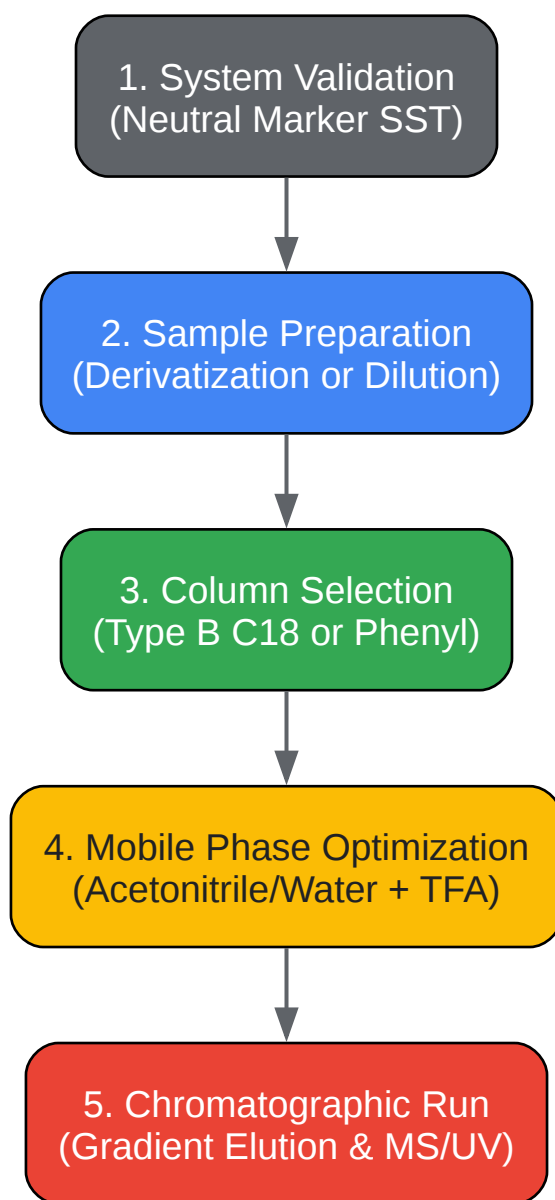 1. System Validation
(Neutral Marker SST)
2. Sample Preparation
(Derivatization or Dilution)
3. Column Selection
(Type B C18 or Phenyl)
4. Mobile Phase Optimization
(Acetonitrile/Water + TFA)
5. Chromatographic Run
(Gradient Elution & MS/UV)